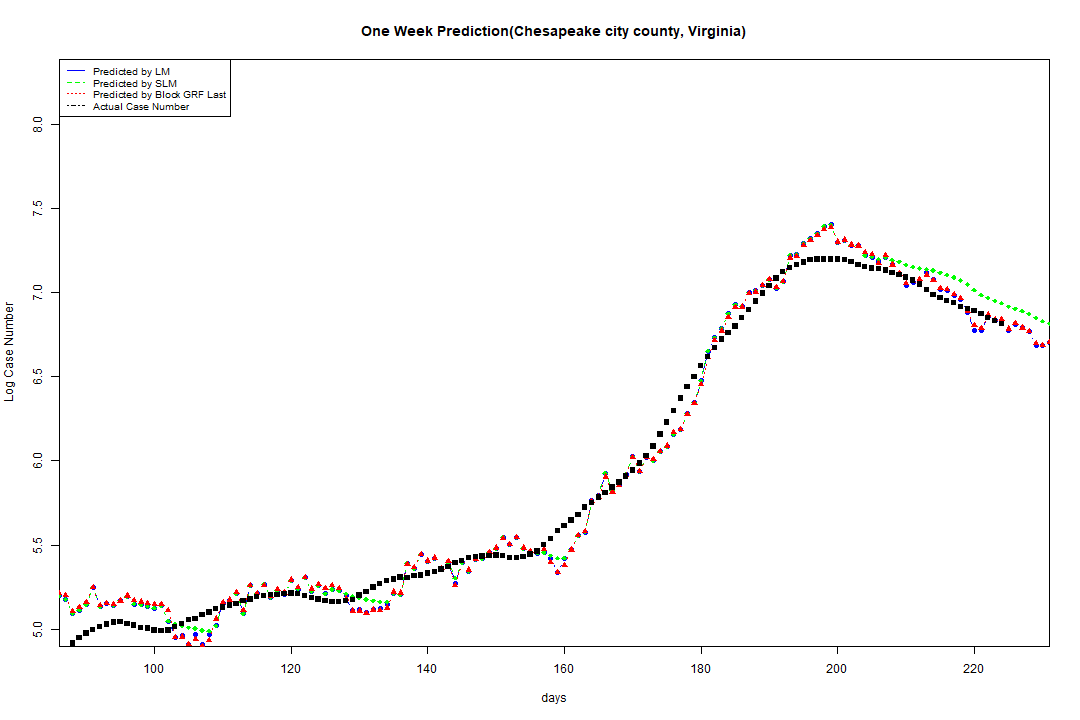 One Week Prediction(Chesapeake city county, Virginia)
Predicted by LM
Predicted by SLM
Predicted by Block GRF Last
Actual Case Number
8.0
7.5
7.0
6.5
6.0
5.5
5.0
Log Case Number
100 120 140 160 180 200 220
days